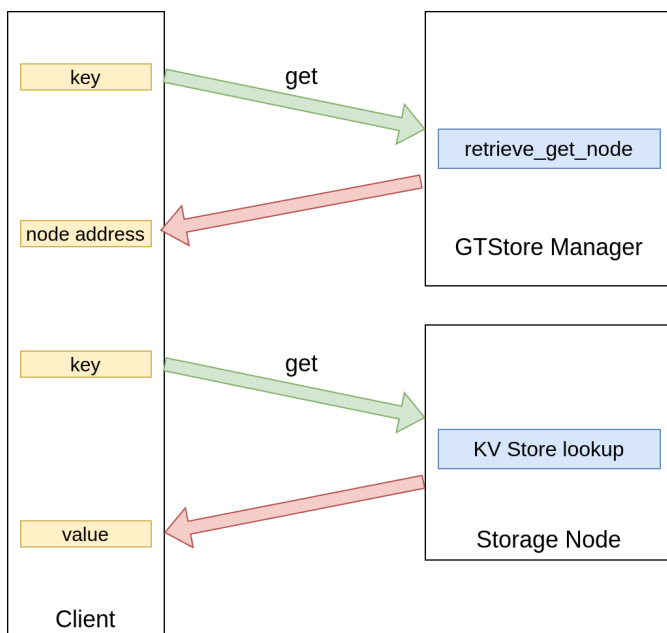 key
get
retrieve_get_node
node address
GTStore Manager
key
get
KV Store lookup
value
Storage Node
Client